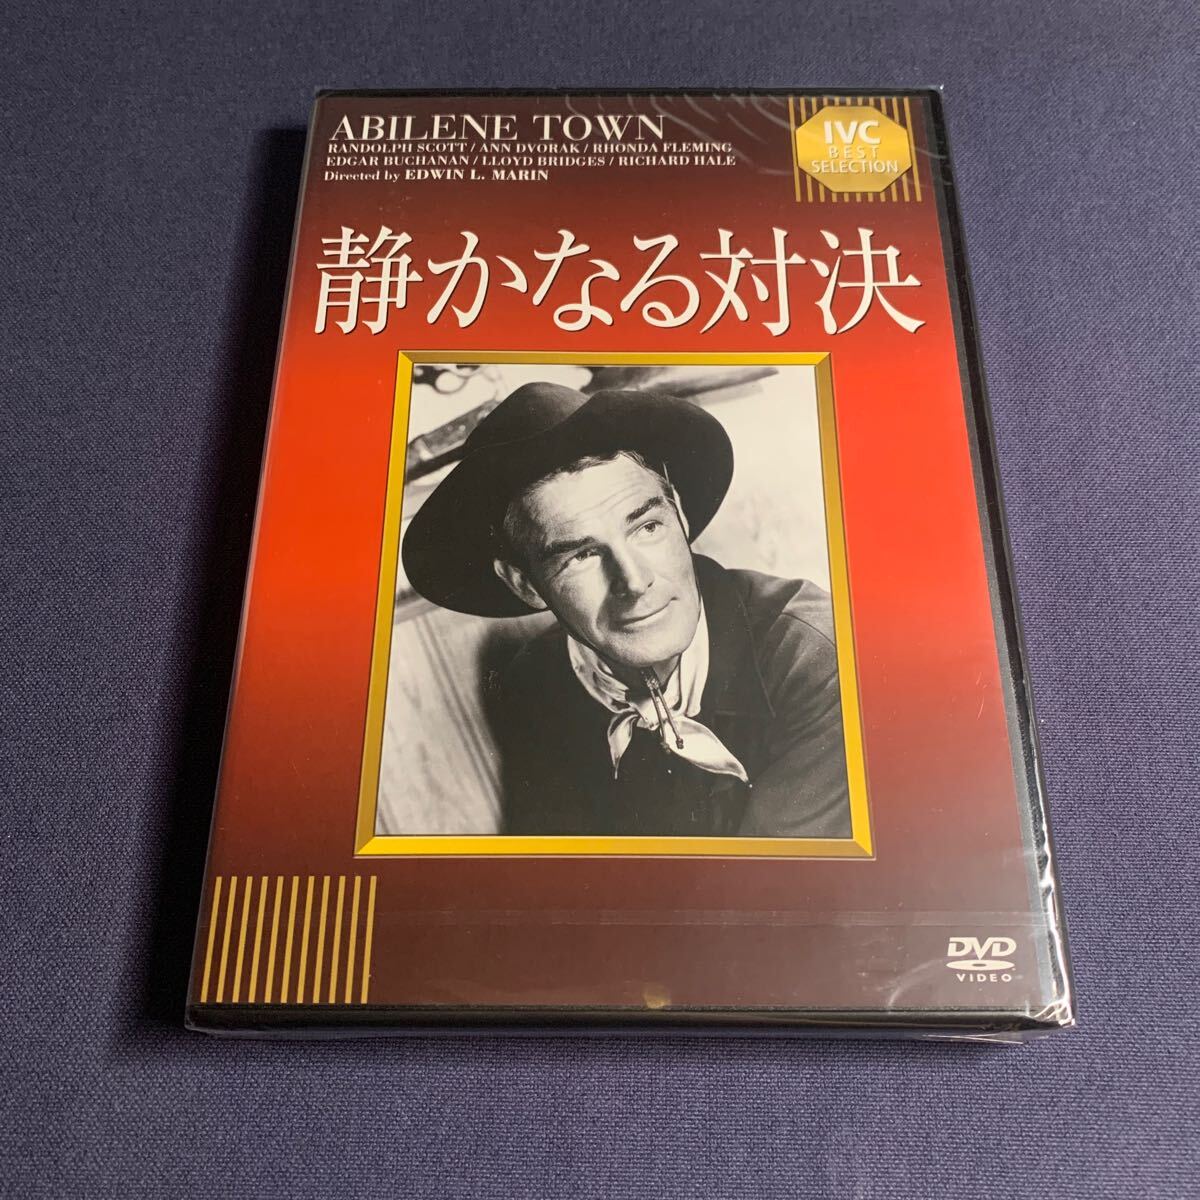 ABILENE TOWN
RANDOLPH SCOTT / ANN DVORAK / RHONDA FLEMING
EDGAR BUCHANAN / LLOYD BRIDGES / RICHARD HALE
Directed by EDWIN L. MARIN
IVC
BEST
SELECTION
静かなる対決
DVD
VIDEO